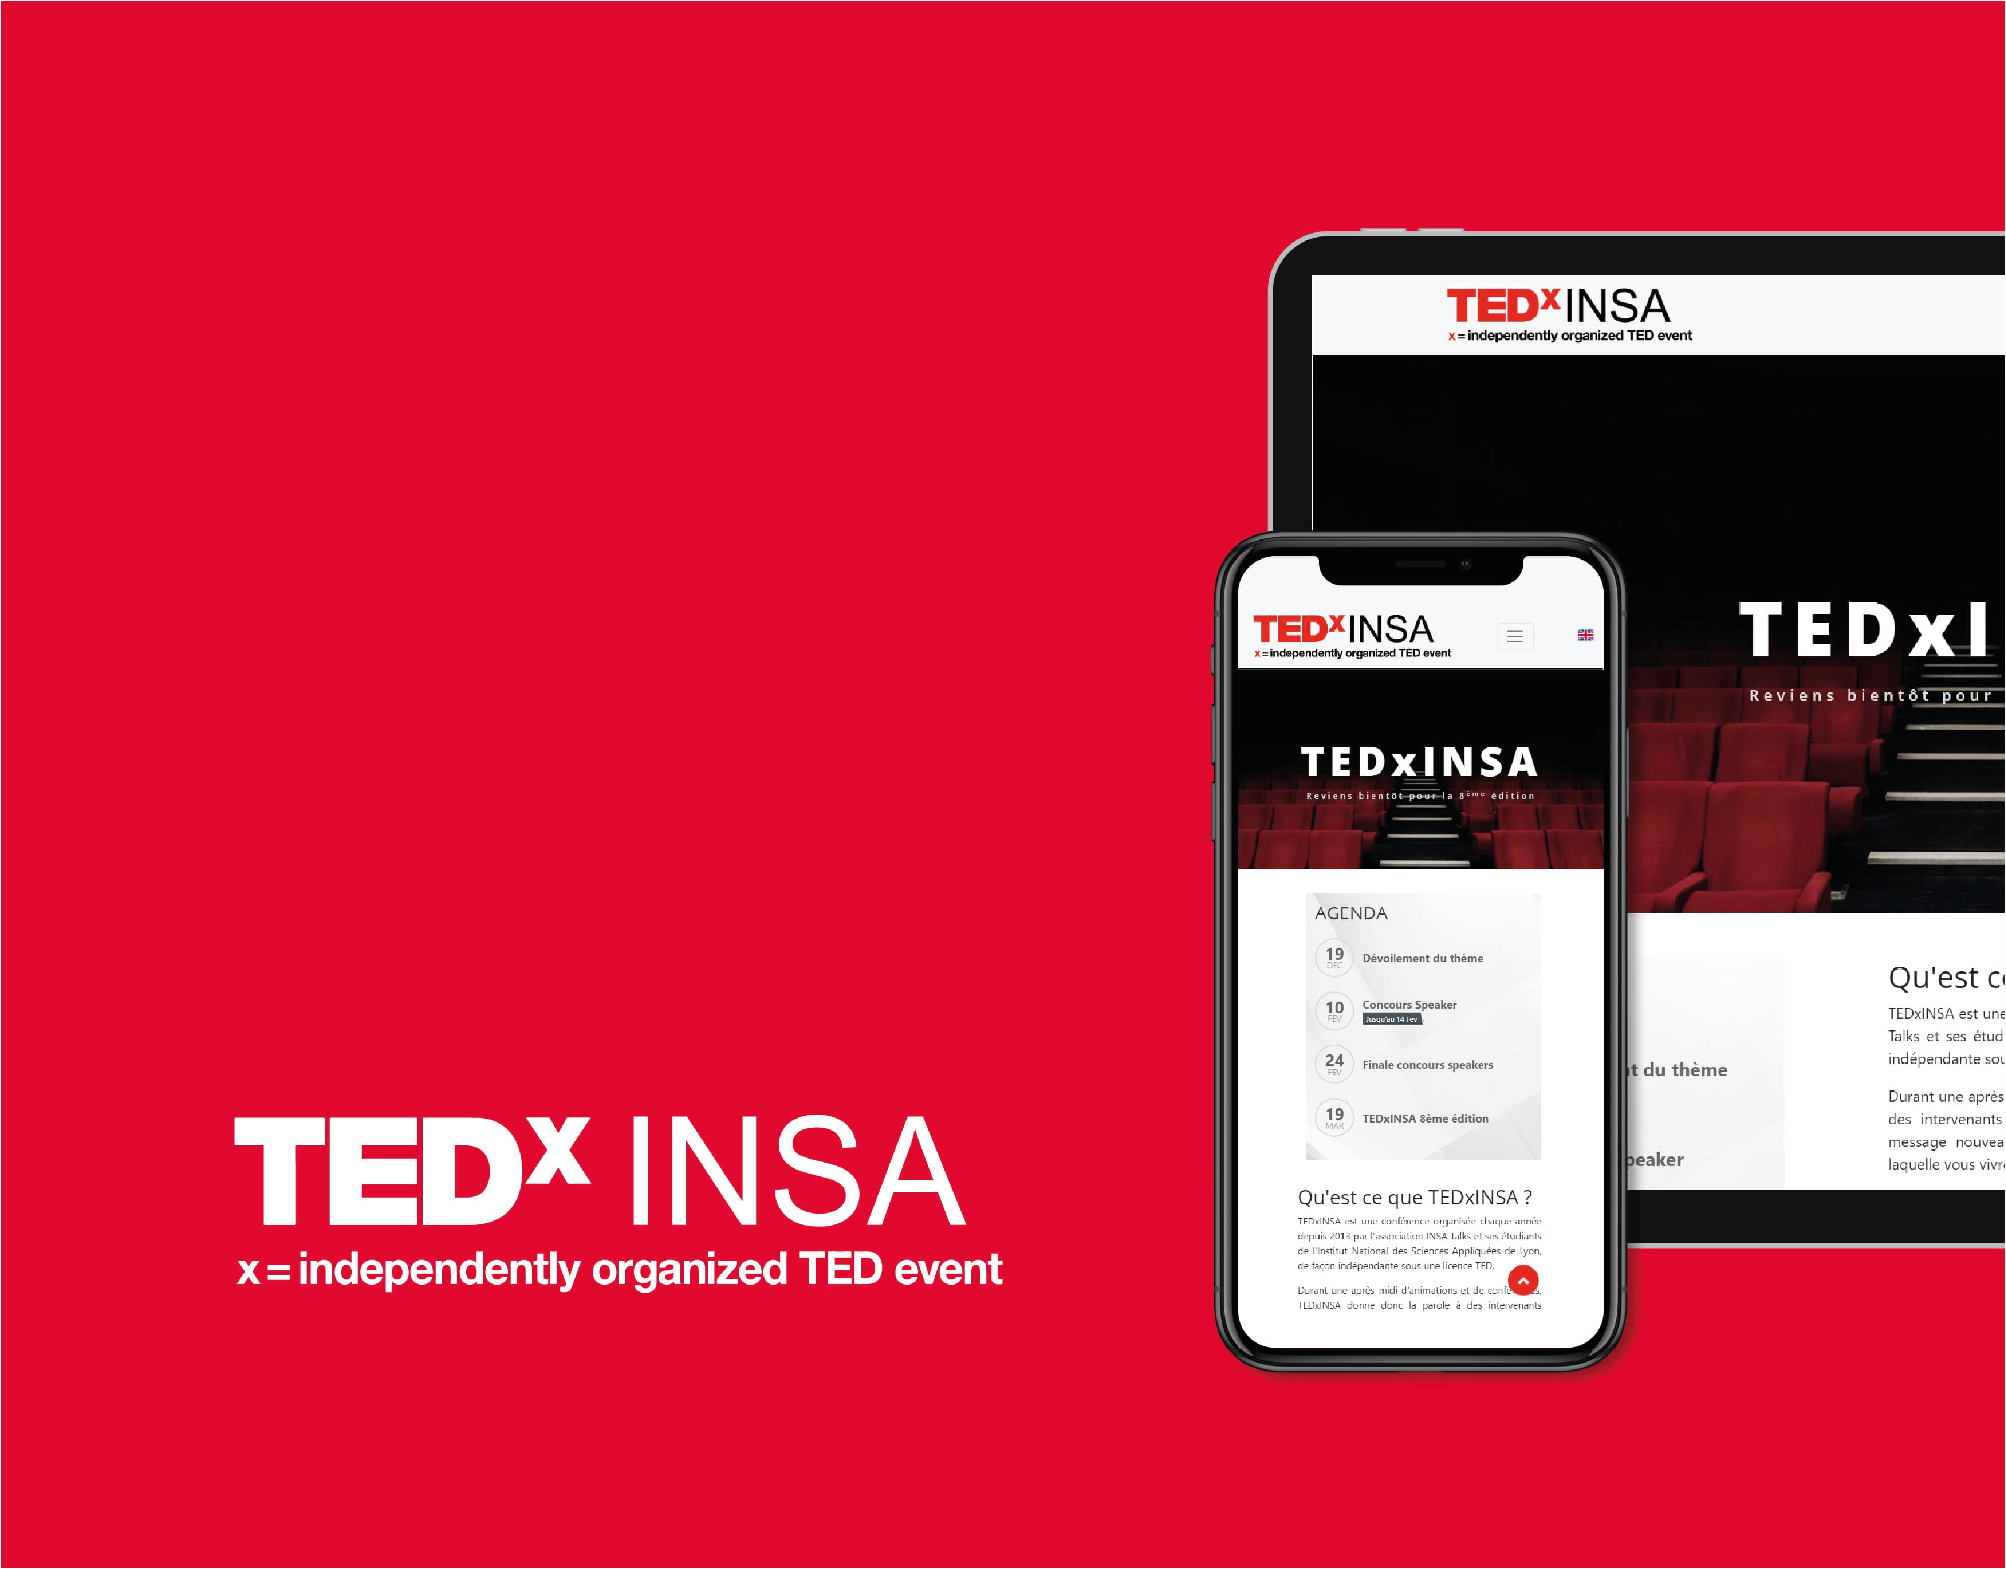 TEDx INSA
x = independently organized TED event
TEDxINSA
x = independently organized TED event
TEDxI
Reviens bientôt pour
Qu'est c
TEDxINSA est une
Talks et ses étud
indépendante sou
Durant une après
des intervenants
message nouvea
laquelle vous vivr
t du thème
peaker
TEDxINSA
x = independently organized TED event
TEDxINSA
Reviens bientôt pour la 8ème édition
AGENDA
19
DEC
Dévoilement du thème
10
FEV
Concours Speaker
Jusqu'au 14 Fev
24
FEV
Finale concours speakers
19
MAR
TEDxINSA 8ème édition
Qu'est ce que TEDxINSA ?
TEDxINSA est une conférence organisée chaque année
depuis 2013 par l'association INSA talks et ses étudiants
de l'Institut National des Sciences Appliquées de Lyon,
de façon indépendante sous une licence TED.
Durant une après midi d'animations et de confé s,
TEDxINSA donne donc la parole à des intervenants